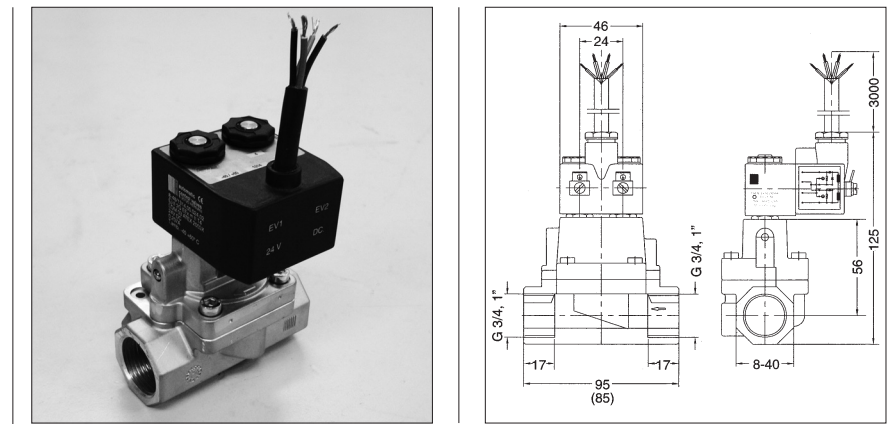 EV1
EV2
24 V
DC
46
24
3000
125
56
G 3/4, 1”
G 3/4, 1”
17
17
8-40
95
(85)